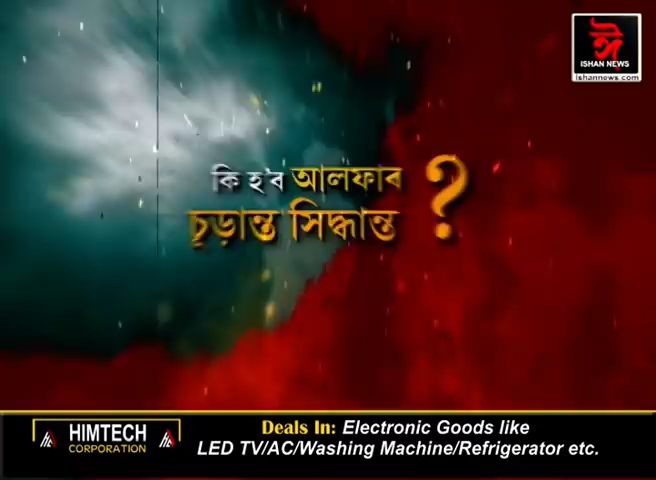 ঈ
ISHAN NEWS
ishannews.com
কি হ'ব আলফাৰ
চূড়ান্ত সিদ্ধান্ত ?
HIMTECH
CORPORATION
Deals In: Electronic Goods like
LED TV/AC/Washing Machine/Refrigerator etc.